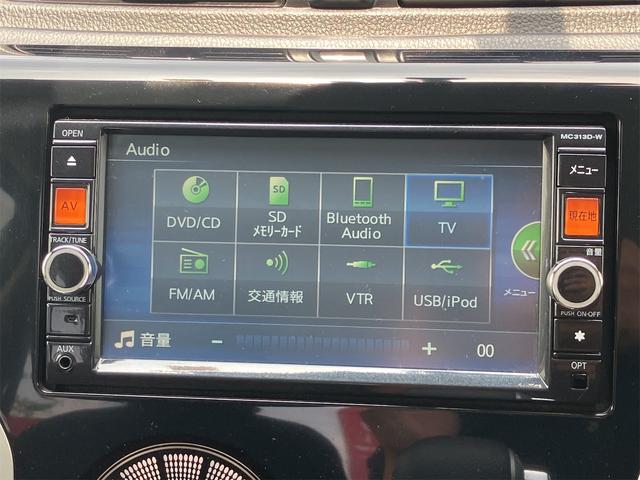 OPEN
MC313D-W
Audio
メニュー
AV
SD
DVD/CD
SD
メモリーカード
Bluetooth
Audio
TV
現在地
TRACK/TUNE
音量
FM/AM
交通情報
VTR
USB/iPod
メニュー
PUSH SOURCE
PUSH ON-OFF
音量
00
AUX
OPT